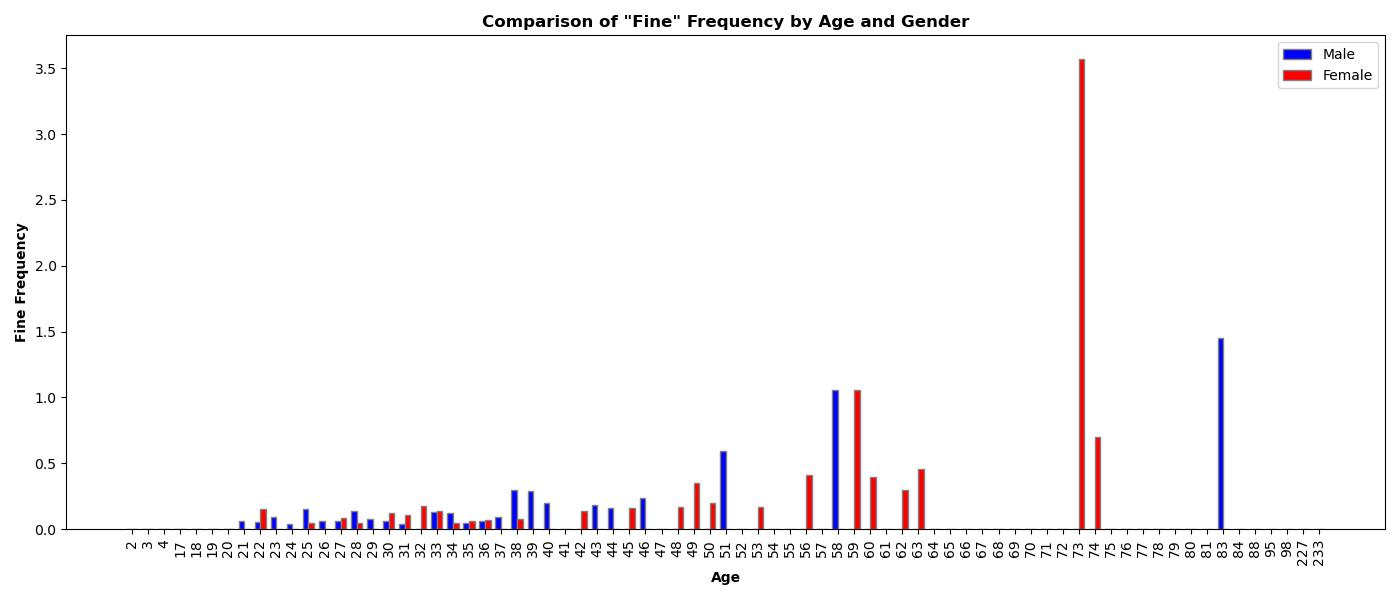 Comparison of "Fine" Frequency by Age and Gender
Male
Female
Fine Frequency
3.5
3.0
2.5
2.0
1.5
1.0
0.5
0.0
2 3 4 17 18 19 20 21 22 23 24 25 26 27 28 29 30 31 32 33 34 35 36 37 38 39 40 41 42 43 44 45 46 47 48 49 50 51 52 53 54 55 56 57 58 59 60 61 62 63 64 65 66 67 68 69 70 71 72 73 74 75 76 77 78 79 80 81 83 84 88 95 98 227 233
Age